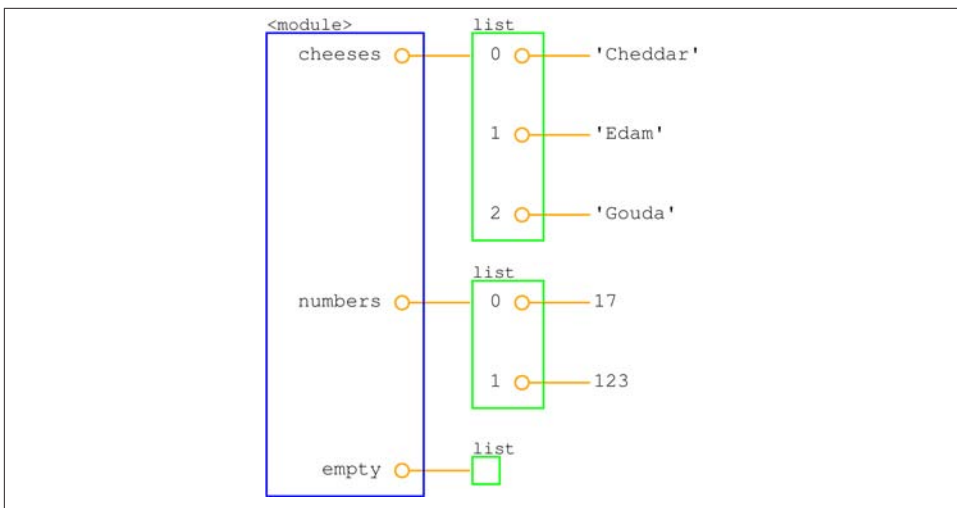 <module> list
cheeses 0 'Cheddar'
1 'Edam'
2 'Gouda'
list
numbers 0 17
1 123
list
empty